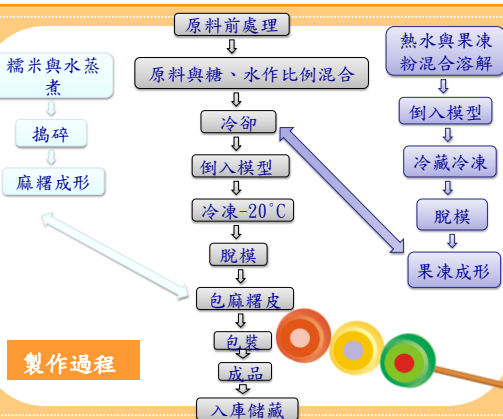 原料前處理
原料與糖、水作比例混合
冷卻
倒入模型
冷凍-20°C
脫模
包麻糬皮
包裝
成品
入庫儲藏
糯米與水蒸
煮
搗碎
麻糬成形
熱水與果凍
粉混合溶解
倒入模型
冷藏冷凍
脫模
果凍成形
製作過程